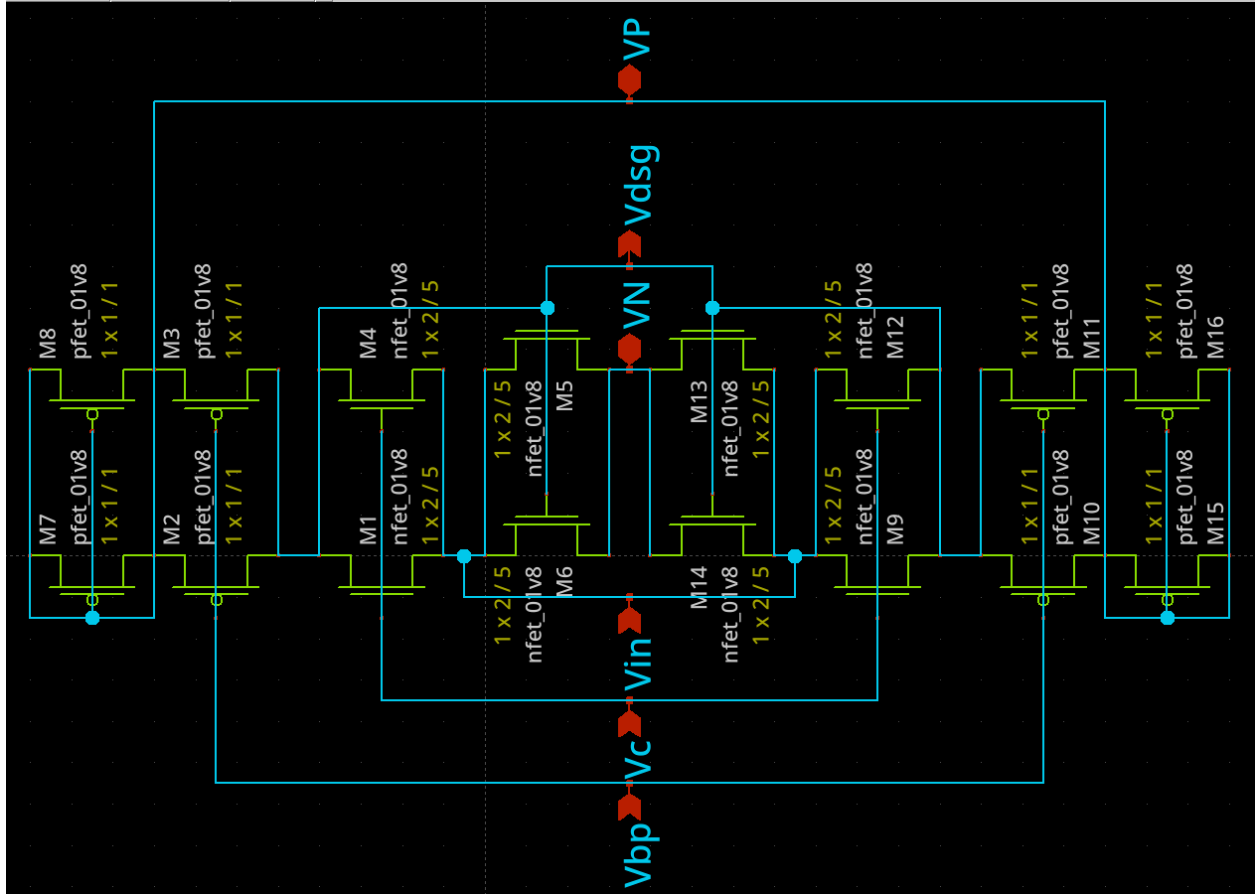 VP
Vdsg
VN
Vin
Vc
Vbp
M8
pfet_01v8
1 x 1 / 1
M3
pfet_01v8
1 x 1 / 1
M4
nfet_01v8
1 x 2 / 5
1 x 2 / 5
nfet_01v8
M5
M13
nfet_01v8
1 x 2 / 5
1 x 2 / 5
nfet_01v8
M12
1 x 1 / 1
pfet_01v8
M11
1 x 1 / 1
pfet_01v8
M16
M7
pfet_01v8
1 x 1 / 1
M2
pfet_01v8
1 x 1 / 1
M1
nfet_01v8
1 x 2 / 5
1 x 2 / 5
nfet_01v8
M6
M14
nfet_01v8
1 x 2 / 5
1 x 2 / 5
nfet_01v8
M9
1 x 1 / 1
pfet_01v8
M10
1 x 1 / 1
pfet_01v8
M15